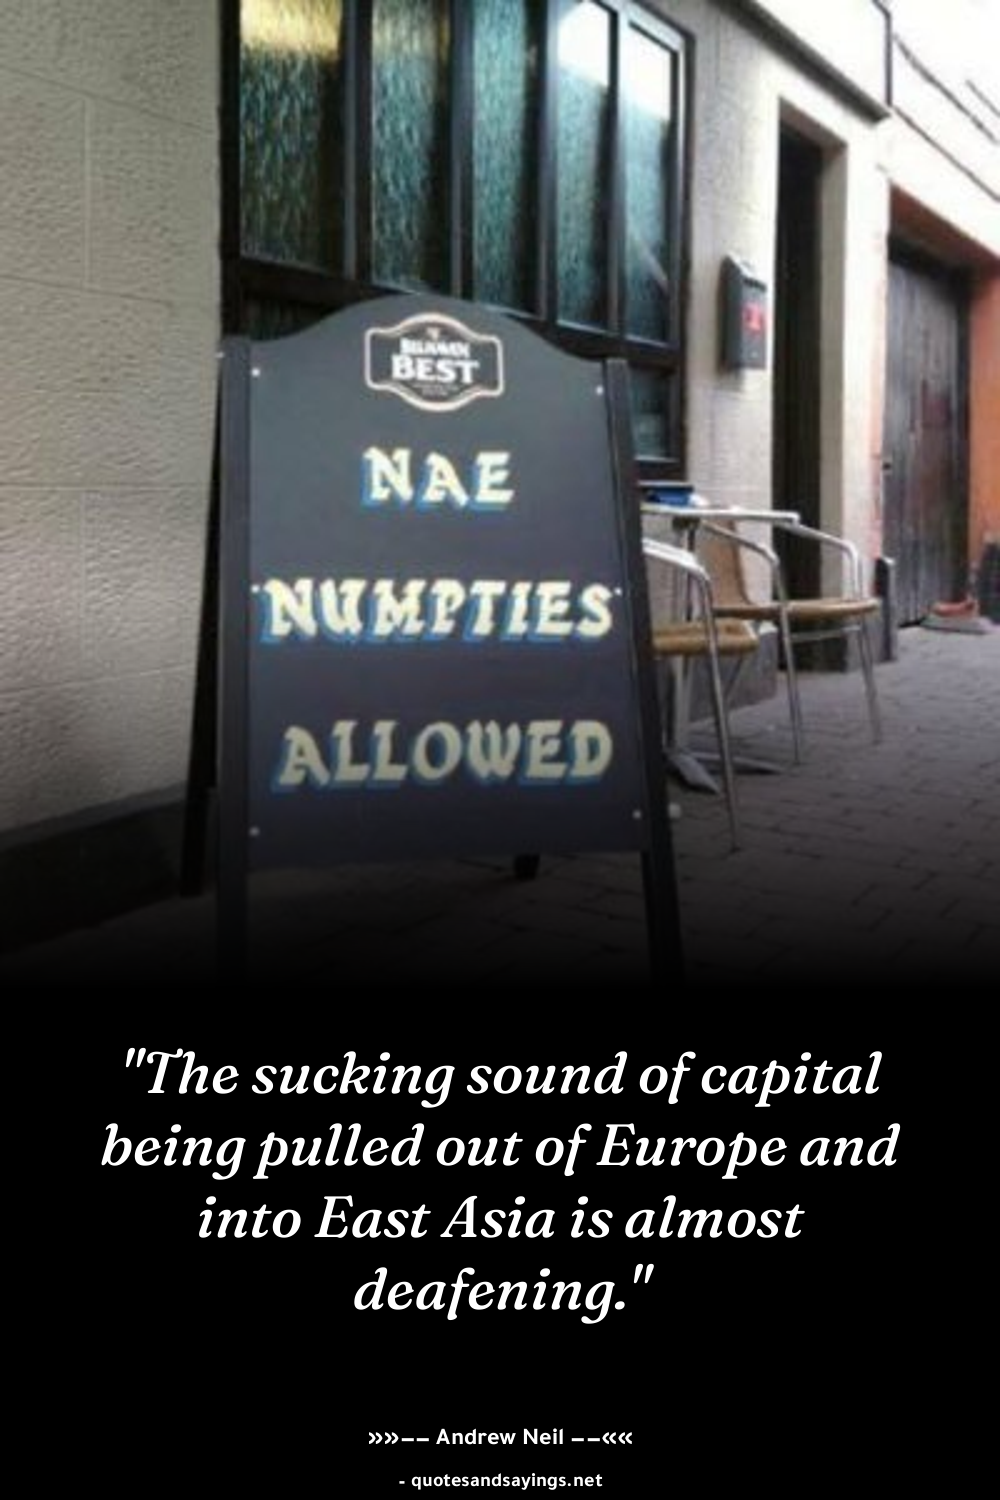 BEST
NAE
NUMPTIES
ALLOWED
"The sucking sound of capital
being pulled out of Europe and
into East Asia is almost
deafening."
»»–– Andrew Neil ––««
- quotesandsayings.net